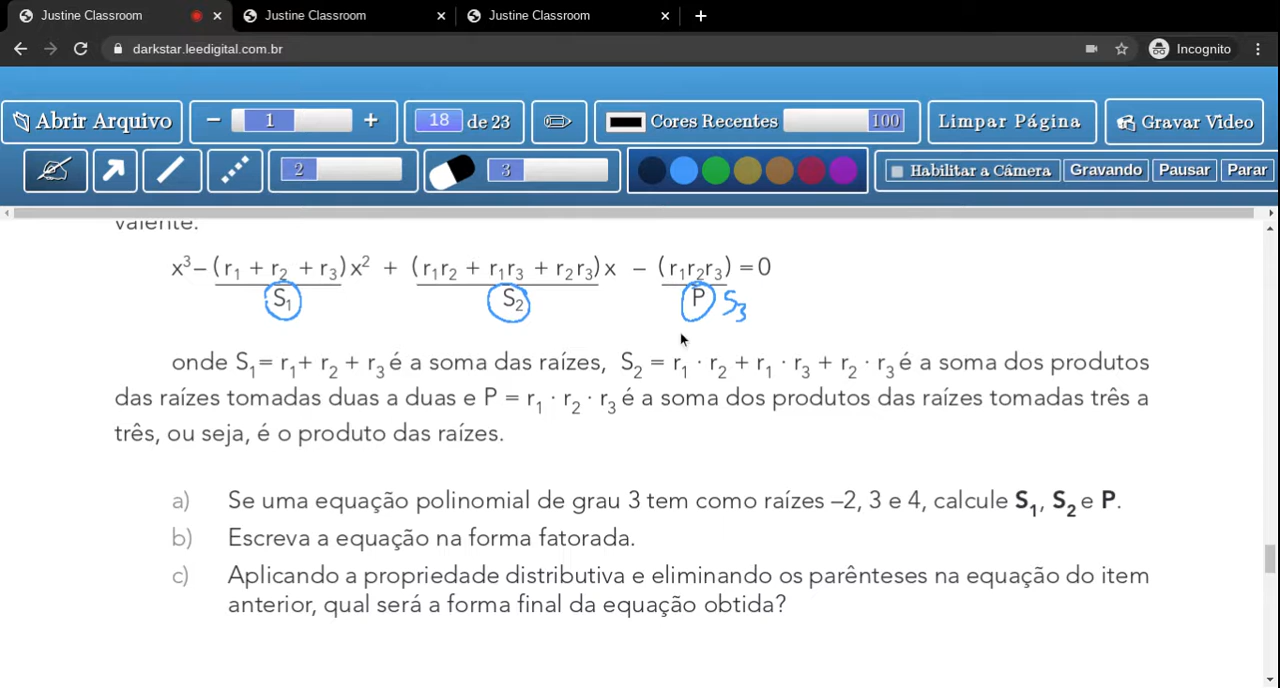 Justine Classroom
Justine Classroom
Justine Classroom
darkstar.leedigital.com.br
Incognito
Abrir Arquivo
− 1 +
18 de 23
Cores Recentes 100
Limpar Página
Gravar Video
2
3
Habilitar a Câmera Gravando Pausar Parar
valente.
x³ – (r₁ + r₂ + r₃)x² + (r₁r₂ + r₁r₃ + r₂r₃)x – (r₁r₂r₃) = 0
S₁ S₂ P S₃
onde S₁= r₁+ r₂ + r₃ é a soma das raízes, S₂ = r₁ · r₂ + r₁ · r₃ + r₂ · r₃ é a soma dos produtos
das raízes tomadas duas a duas e P = r₁ · r₂ · r₃ é a soma dos produtos das raízes tomadas três a
três, ou seja, é o produto das raízes.
a) Se uma equação polinomial de grau 3 tem como raízes –2, 3 e 4, calcule S₁, S₂ e P.
b) Escreva a equação na forma fatorada.
c) Aplicando a propriedade distributiva e eliminando os parênteses na equação do item
anterior, qual será a forma final da equação obtida?